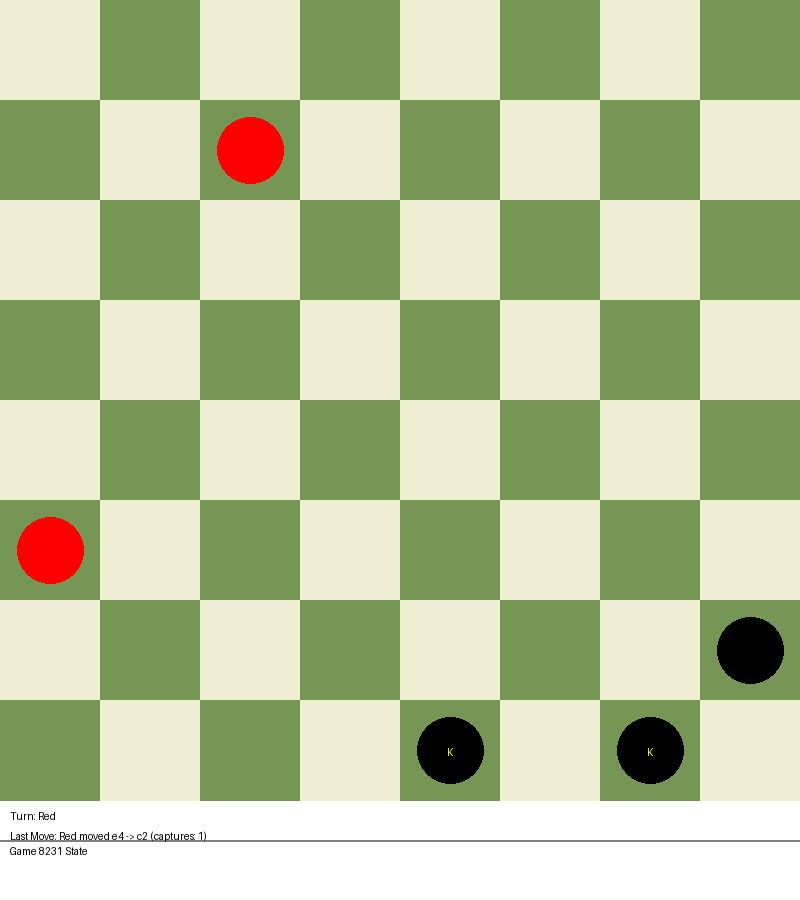 K
K
Turn: Red
Last Move: Red moved e4 -> c2 (captures: 1)
Game 8231 State